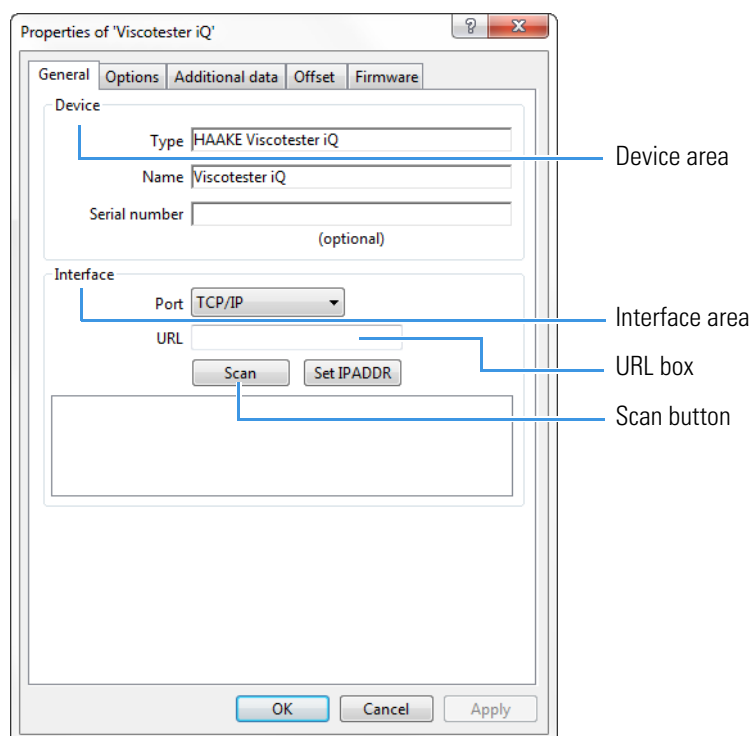 Properties of 'Viscotester iQ'
?
X
General Options Additional data Offset Firmware
Device
Type HAAKE Viscotester iQ
Device area
Name Viscotester iQ
Serial number
(optional)
Interface
Port TCP/IP
Interface area
URL
URL box
Scan Set IPADDR
Scan button
OK Cancel Apply